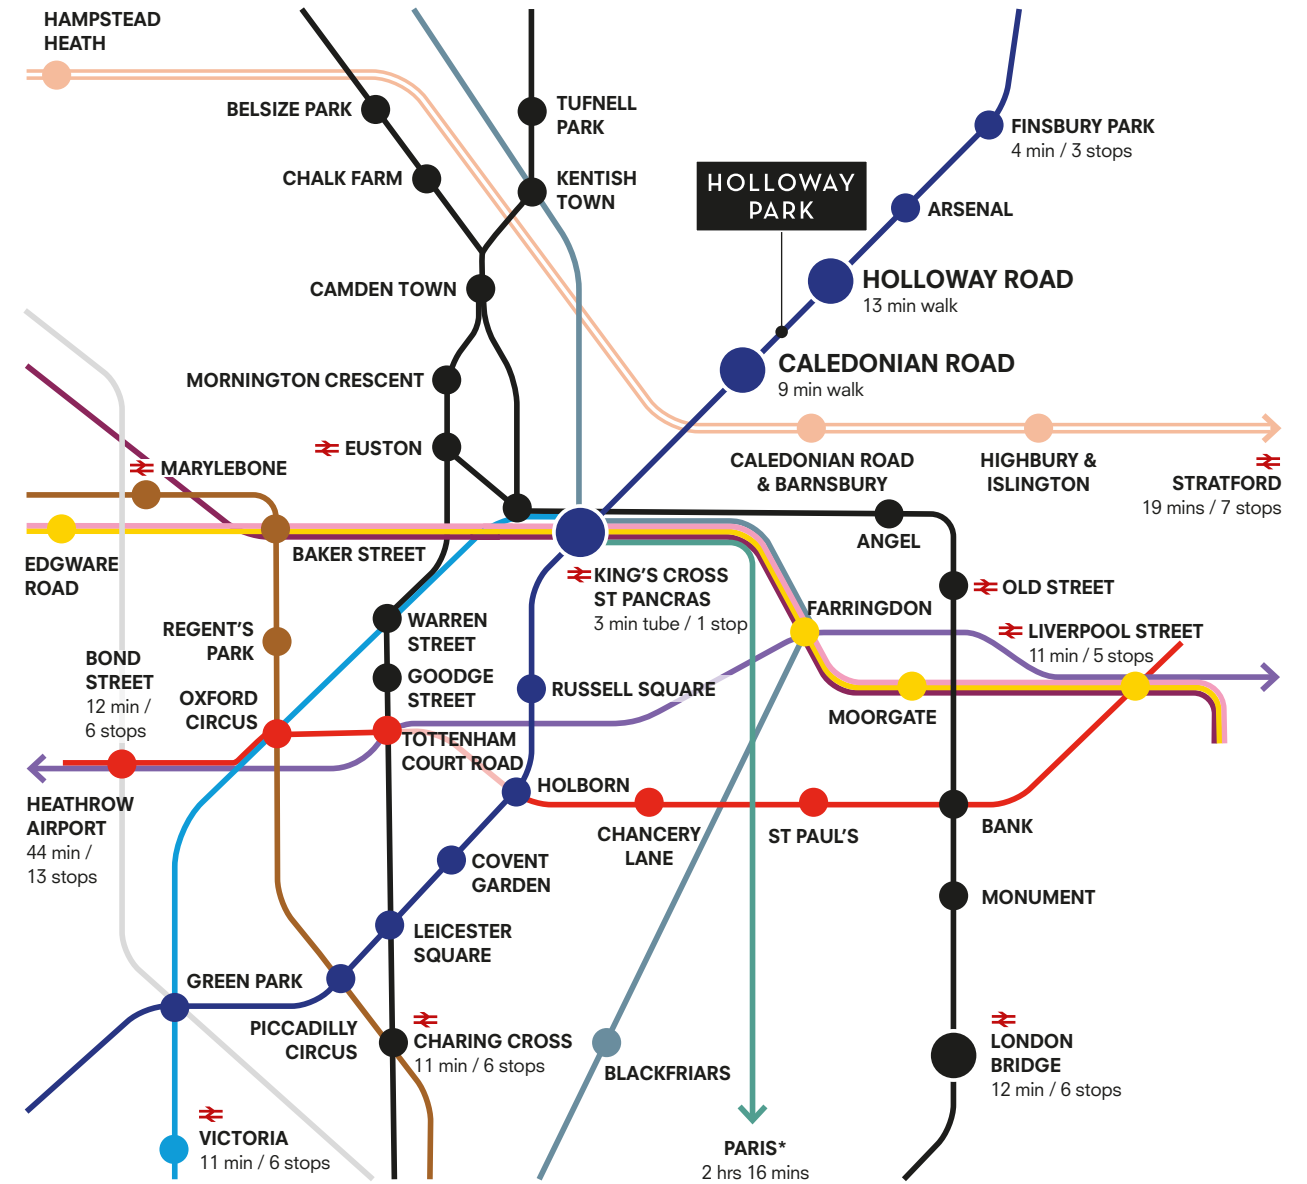 HAMPSTEAD
HEATH
BELSIZE PARK
TUFNELL
PARK
FINSBURY PARK
4 min / 3 stops
CHALK FARM
KENTISH
TOWN
HOLLOWAY
PARK
ARSENAL
CAMDEN TOWN
HOLLOWAY ROAD
13 min walk
MORNINGTON CRESCENT
CALEDONIAN ROAD
9 min walk
EUSTON
MARYLEBONE
CALEDONIAN ROAD
& BARNSBURY
HIGHBURY &
ISLINGTON
STRATFORD
19 mins / 7 stops
EDGWARE
ROAD
BAKER STREET
ANGEL
KING'S CROSS
ST PANCRAS
3 min tube / 1 stop
OLD STREET
FARRINGDON
LIVERPOOL STREET
11 min / 5 stops
WARREN
STREET
REGENT'S
PARK
BOND
STREET
12 min /
6 stops
GOODGE
STREET
RUSSELL SQUARE
OXFORD
CIRCUS
MOORGATE
TOTTENHAM
COURT ROAD
HEATHROW
AIRPORT
44 min /
13 stops
HOLBORN
CHANCERY
LANE
ST PAUL'S
BANK
COVENT
GARDEN
MONUMENT
LEICESTER
SQUARE
GREEN PARK
PICCADILLY
CIRCUS
CHARING CROSS
11 min / 6 stops
BLACKFRIARS
LONDON
BRIDGE
12 min / 6 stops
VICTORIA
11 min / 6 stops
PARIS*
2 hrs 16 mins